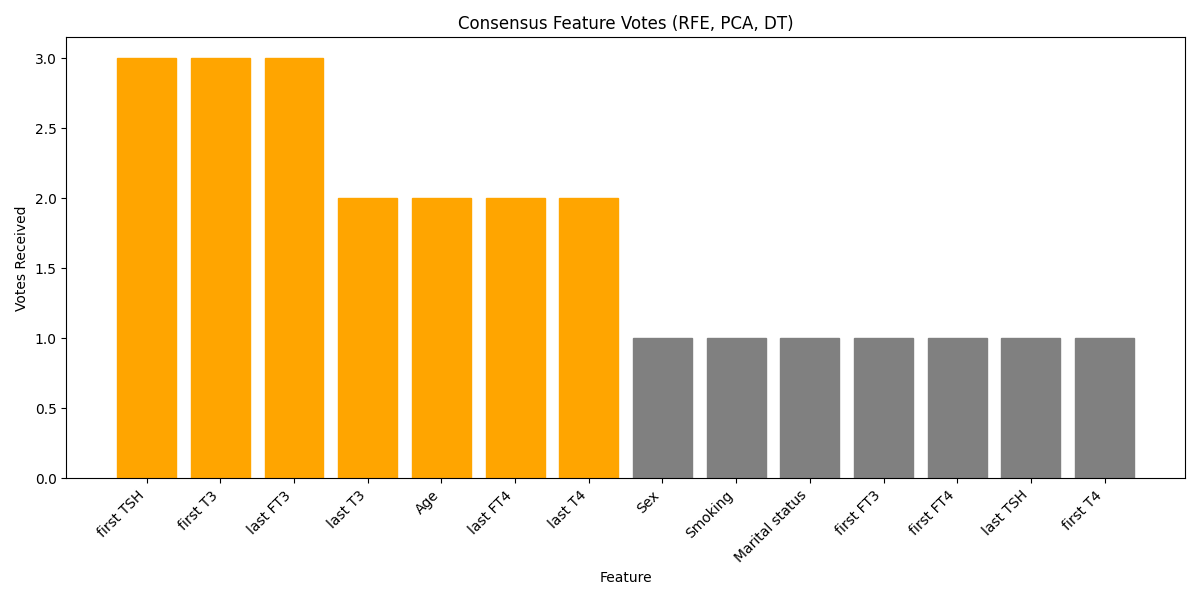 Consensus Feature Votes (RFE, PCA, DT)
Votes Received
3.0
2.5
2.0
1.5
1.0
0.5
0.0
first TSH
first T3
last FT3
last T3
Age
last FT4
last T4
Sex
Smoking
Marital status
first FT3
first FT4
last TSH
first T4
Feature